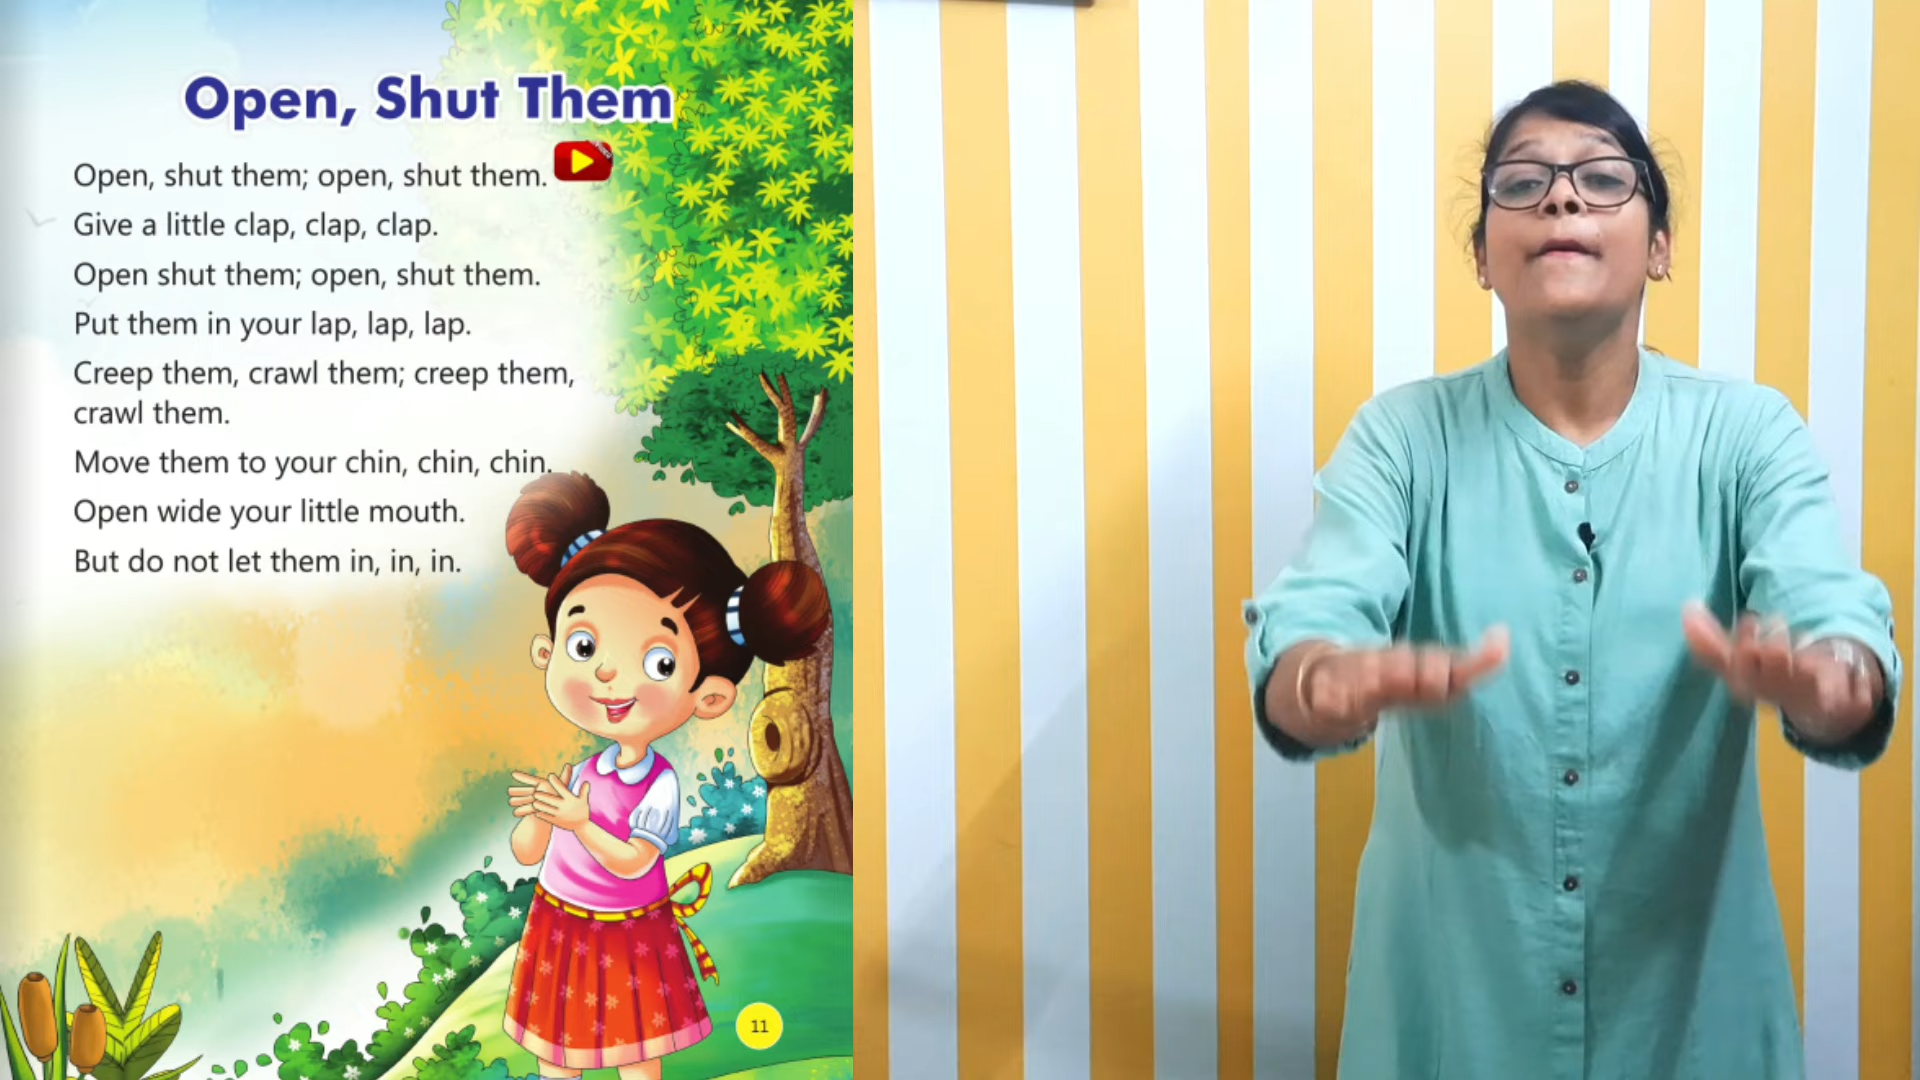 Open, Shut Them
Open, shut them; open, shut them.
Give a little clap, clap, clap.
Open shut them; open, shut them.
Put them in your lap, lap, lap.
Creep them, crawl them; creep them,
crawl them.
Move them to your chin, chin, chin.
Open wide your little mouth.
But do not let them in, in, in.
11